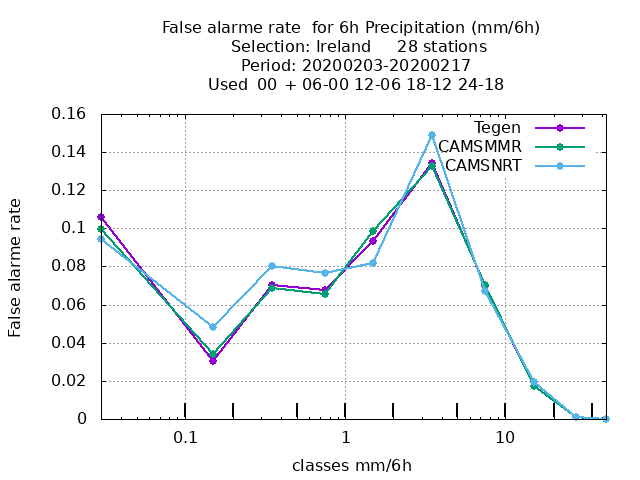 False alarme rate  for 6h Precipitation (mm/6h)
Selection: Ireland     28 stations
Period: 20200203-20200217
Used  00  + 06-00 12-06 18-12 24-18
0.16
0.14
0.12
0.1
0.08
0.06
0.04
0.02
0
False alarme rate
Tegen
CAMSMMR
CAMSNRT
0.1
1
10
classes mm/6h